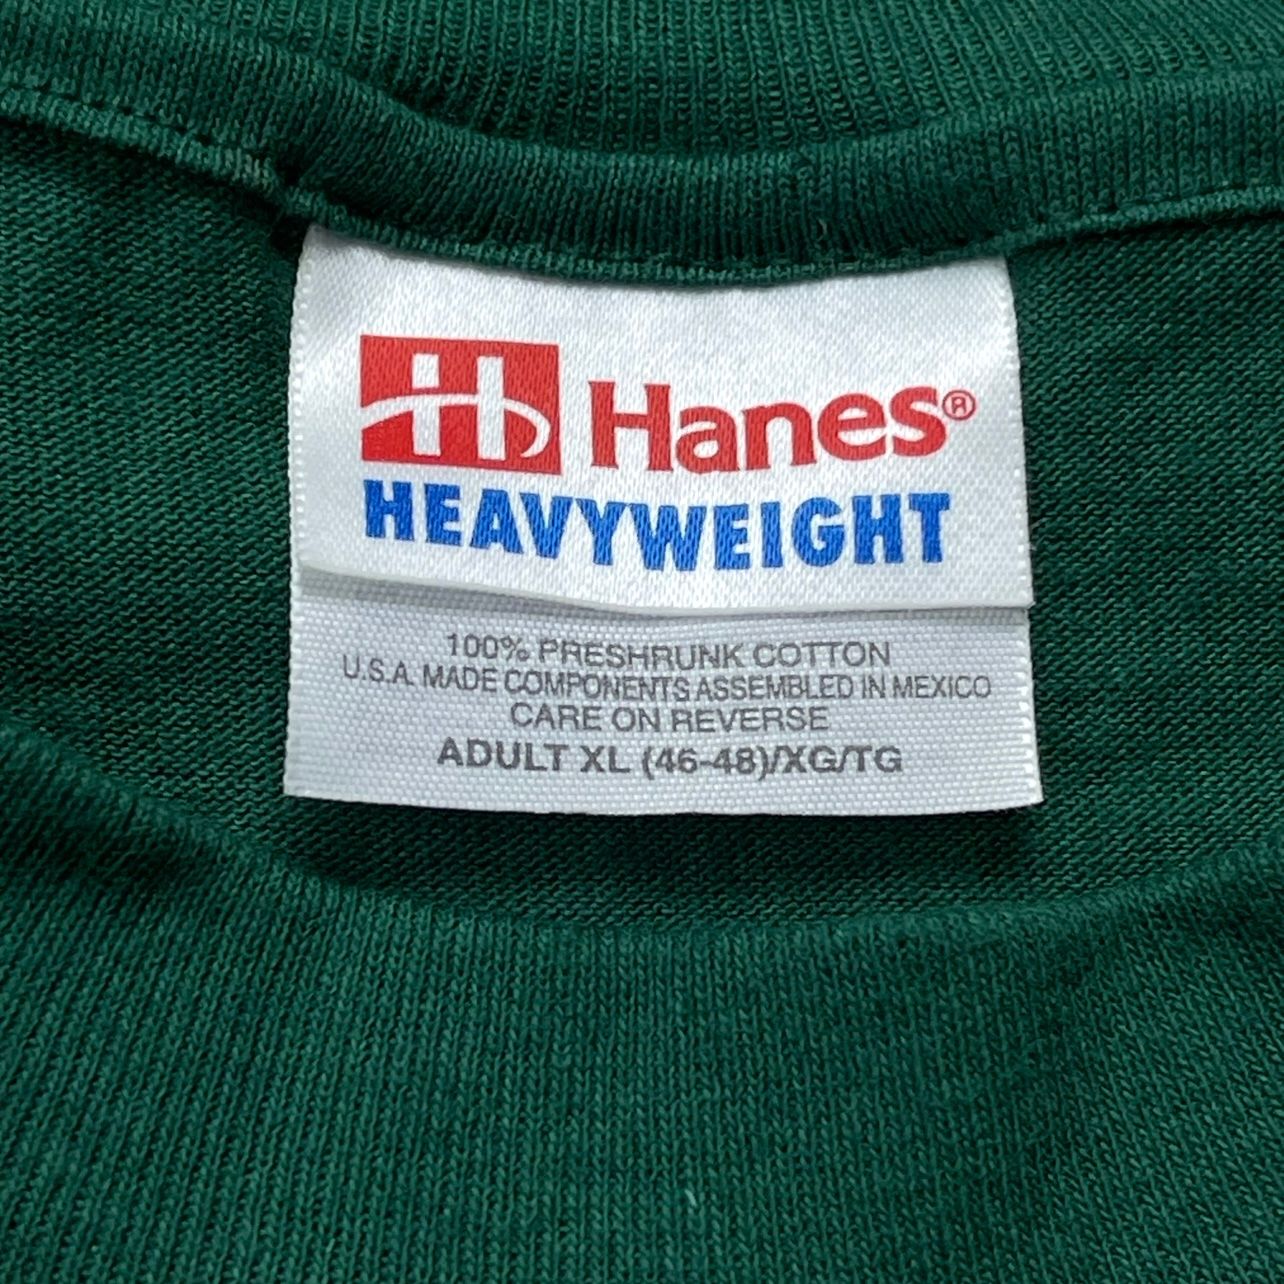 H Hanes®
HEAVYWEIGHT
100% PRESHRUNK COTTON
U.S.A. MADE COMPONENTS ASSEMBLED IN MEXICO
CARE ON REVERSE
ADULT XL (46-48)/XG/TG